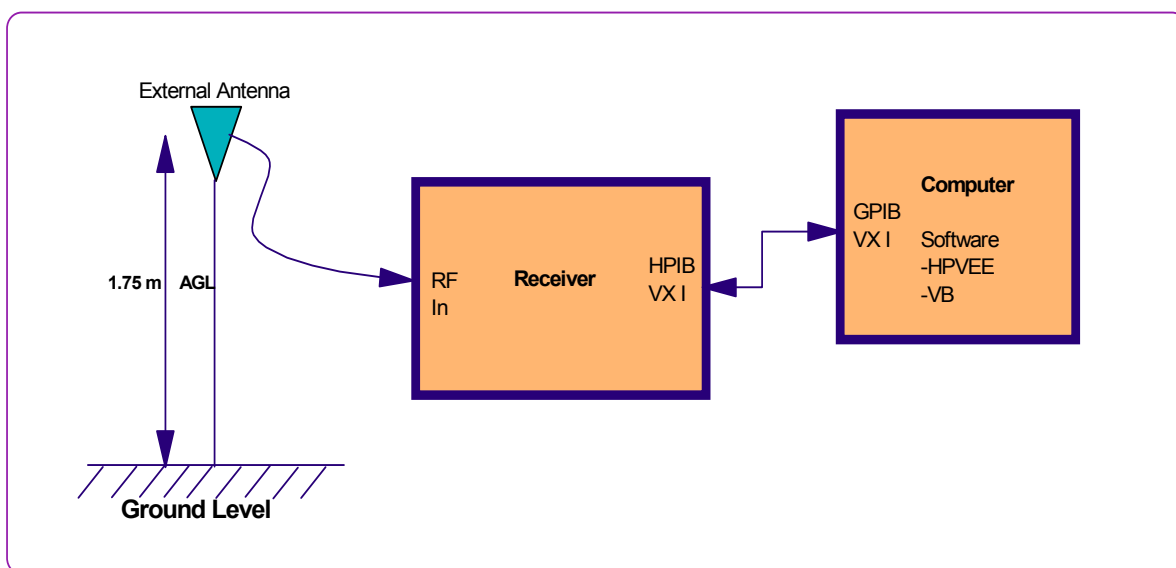 External Antenna
1.75 m AGL
Ground Level
RF
In
Receiver
HPIB
VX I
GPIB
VX I
Computer
Software
-HPVEE
-VB